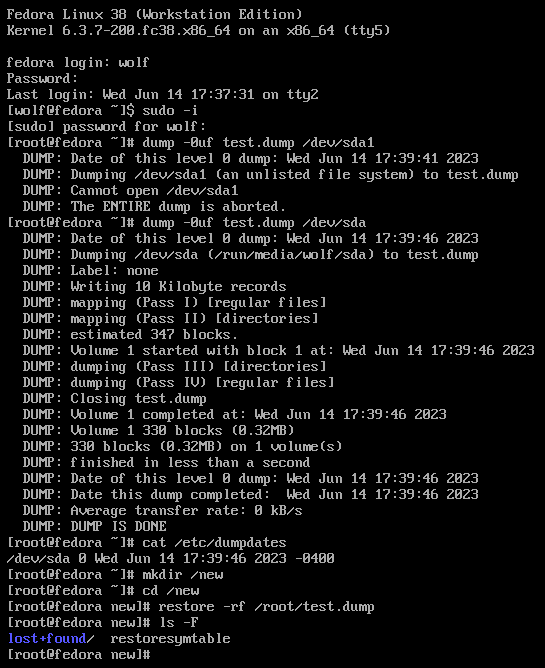 Fedora Linux 38 (Workstation Edition)
Kernel 6.3.7-200.fc38.x86_64 on an x86_64 (tty5)
fedora login: wolf
Password:
Last login: Wed Jun 14 17:37:31 on tty2
[wolf@fedora ~]$ sudo -i
[sudo] password for wolf:
[root@fedora ~]# dump -0uf test.dump /dev/sda1
  DUMP: Date of this level 0 dump: Wed Jun 14 17:39:41 2023
  DUMP: Dumping /dev/sda1 (an unlisted file system) to test.dump
  DUMP: Cannot open /dev/sda1
  DUMP: The ENTIRE dump is aborted.
[root@fedora ~]# dump -0uf test.dump /dev/sda
  DUMP: Date of this level 0 dump: Wed Jun 14 17:39:46 2023
  DUMP: Dumping /dev/sda (/run/media/wolf/sda) to test.dump
  DUMP: Label: none
  DUMP: Writing 10 Kilobyte records
  DUMP: mapping (Pass I) [regular files]
  DUMP: mapping (Pass II) [directories]
  DUMP: estimated 347 blocks.
  DUMP: Volume 1 started with block 1 at: Wed Jun 14 17:39:46 2023
  DUMP: dumping (Pass III) [directories]
  DUMP: dumping (Pass IV) [regular files]
  DUMP: Closing test.dump
  DUMP: Volume 1 completed at: Wed Jun 14 17:39:46 2023
  DUMP: Volume 1 330 blocks (0.32MB)
  DUMP: 330 blocks (0.32MB) on 1 volume(s)
  DUMP: finished in less than a second
  DUMP: Date of this level 0 dump: Wed Jun 14 17:39:46 2023
  DUMP: Date this dump completed:  Wed Jun 14 17:39:46 2023
  DUMP: Average transfer rate: 0 kB/s
  DUMP: DUMP IS DONE
[root@fedora ~]# cat /etc/dumpdates
/dev/sda 0 Wed Jun 14 17:39:46 2023 -0400
[root@fedora ~]# mkdir /new
[root@fedora ~]# cd /new
[root@fedora new]# restore -rf /root/test.dump
[root@fedora new]# ls -F
lost+found/  restoresymtable
[root@fedora new]#